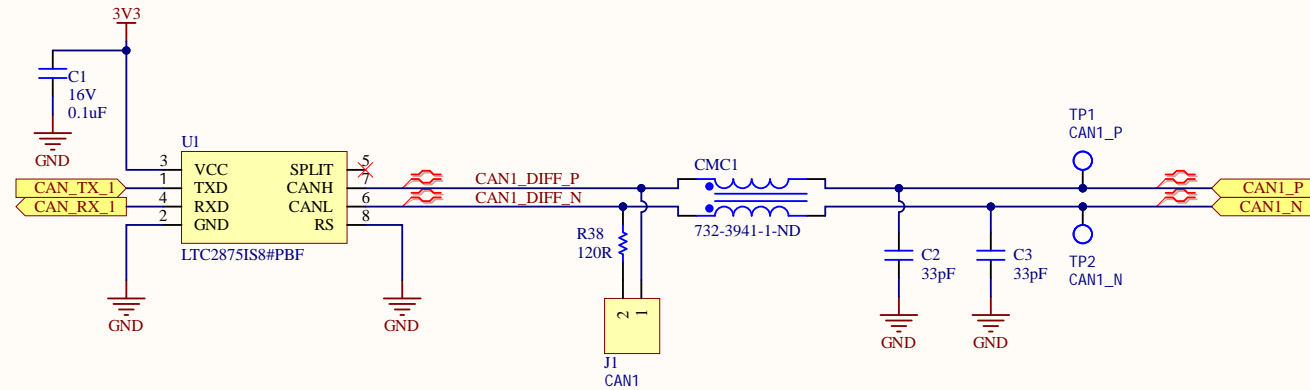 3V3
C1
16V
0.1uF
GND
U1
3 VCC SPLIT 5
1 TXD CANH 7
4 RXD CANL 6
2 GND RS 8
LTC2875IS8#PBF
CAN_TX_1
CAN_RX_1
GND
GND
CAN1_DIFF_P
CAN1_DIFF_N
R38
120R
2 1
J1
CAN1
CMC1
732-3941-1-ND
C2
33pF
GND
C3
33pF
GND
TP1
CAN1_P
TP2
CAN1_N
CAN1_P
CAN1_N